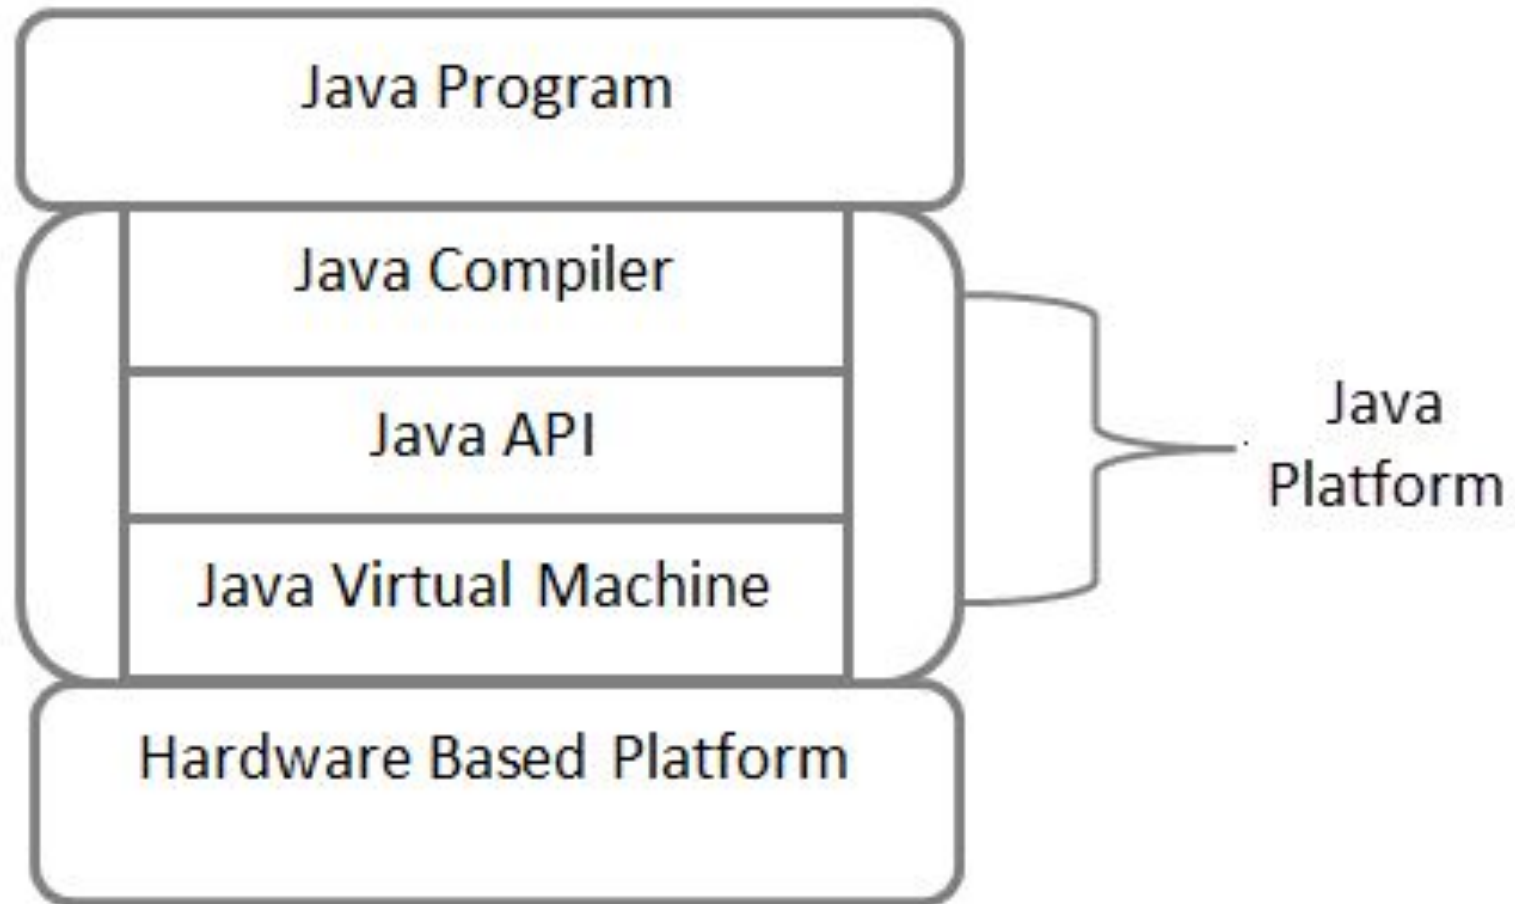 Java Program
Java Compiler
Java API
Java Virtual Machine
Hardware Based Platform
Java
Platform